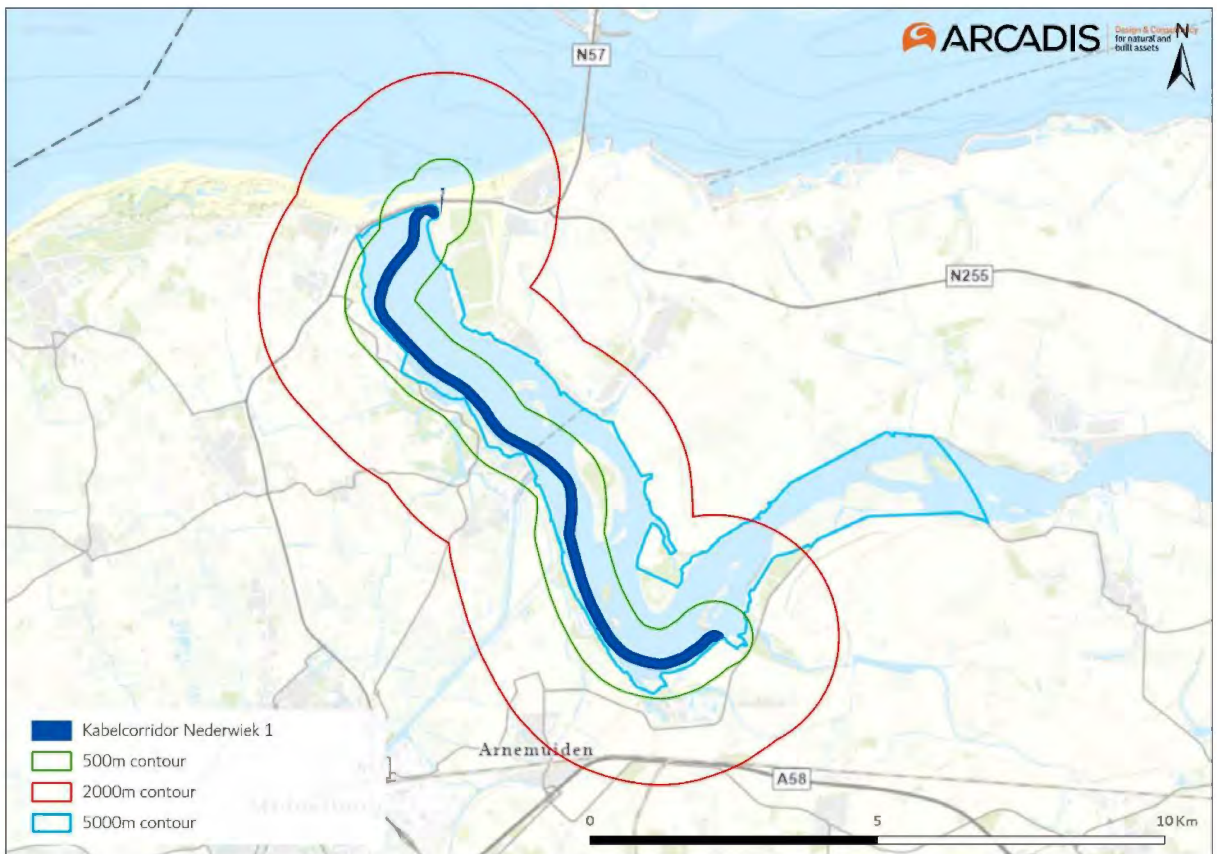 N57
ARCADIS
Design & Consultancy
for natural and
built assets
N
N255
Kabelcorridor Nederwiek 1
500m contour
2000m contour
5000m contour
Arnemuiden
A58
0
5
10 Km